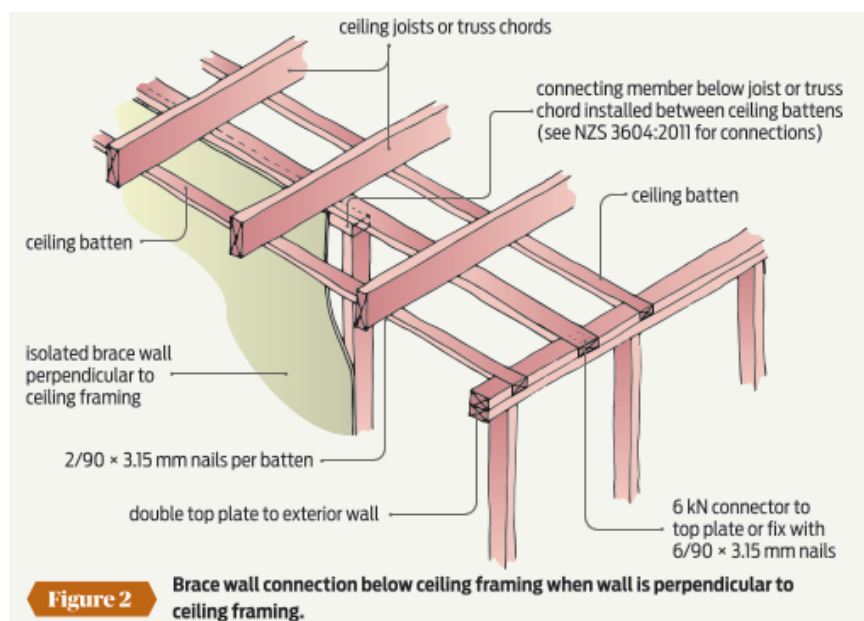 ceiling joists or truss chords
connecting member below joist or truss
chord installed between ceiling battens
(see NZS 3604:2011 for connections)
ceiling batten
ceiling batten
isolated brace wall
perpendicular to
ceiling framing
2/90 × 3.15 mm nails per batten
double top plate to exterior wall
6 kN connector to
top plate or fix with
6/90 × 3.15 mm nails
Figure 2
Brace wall connection below ceiling framing when wall is perpendicular to
ceiling framing.